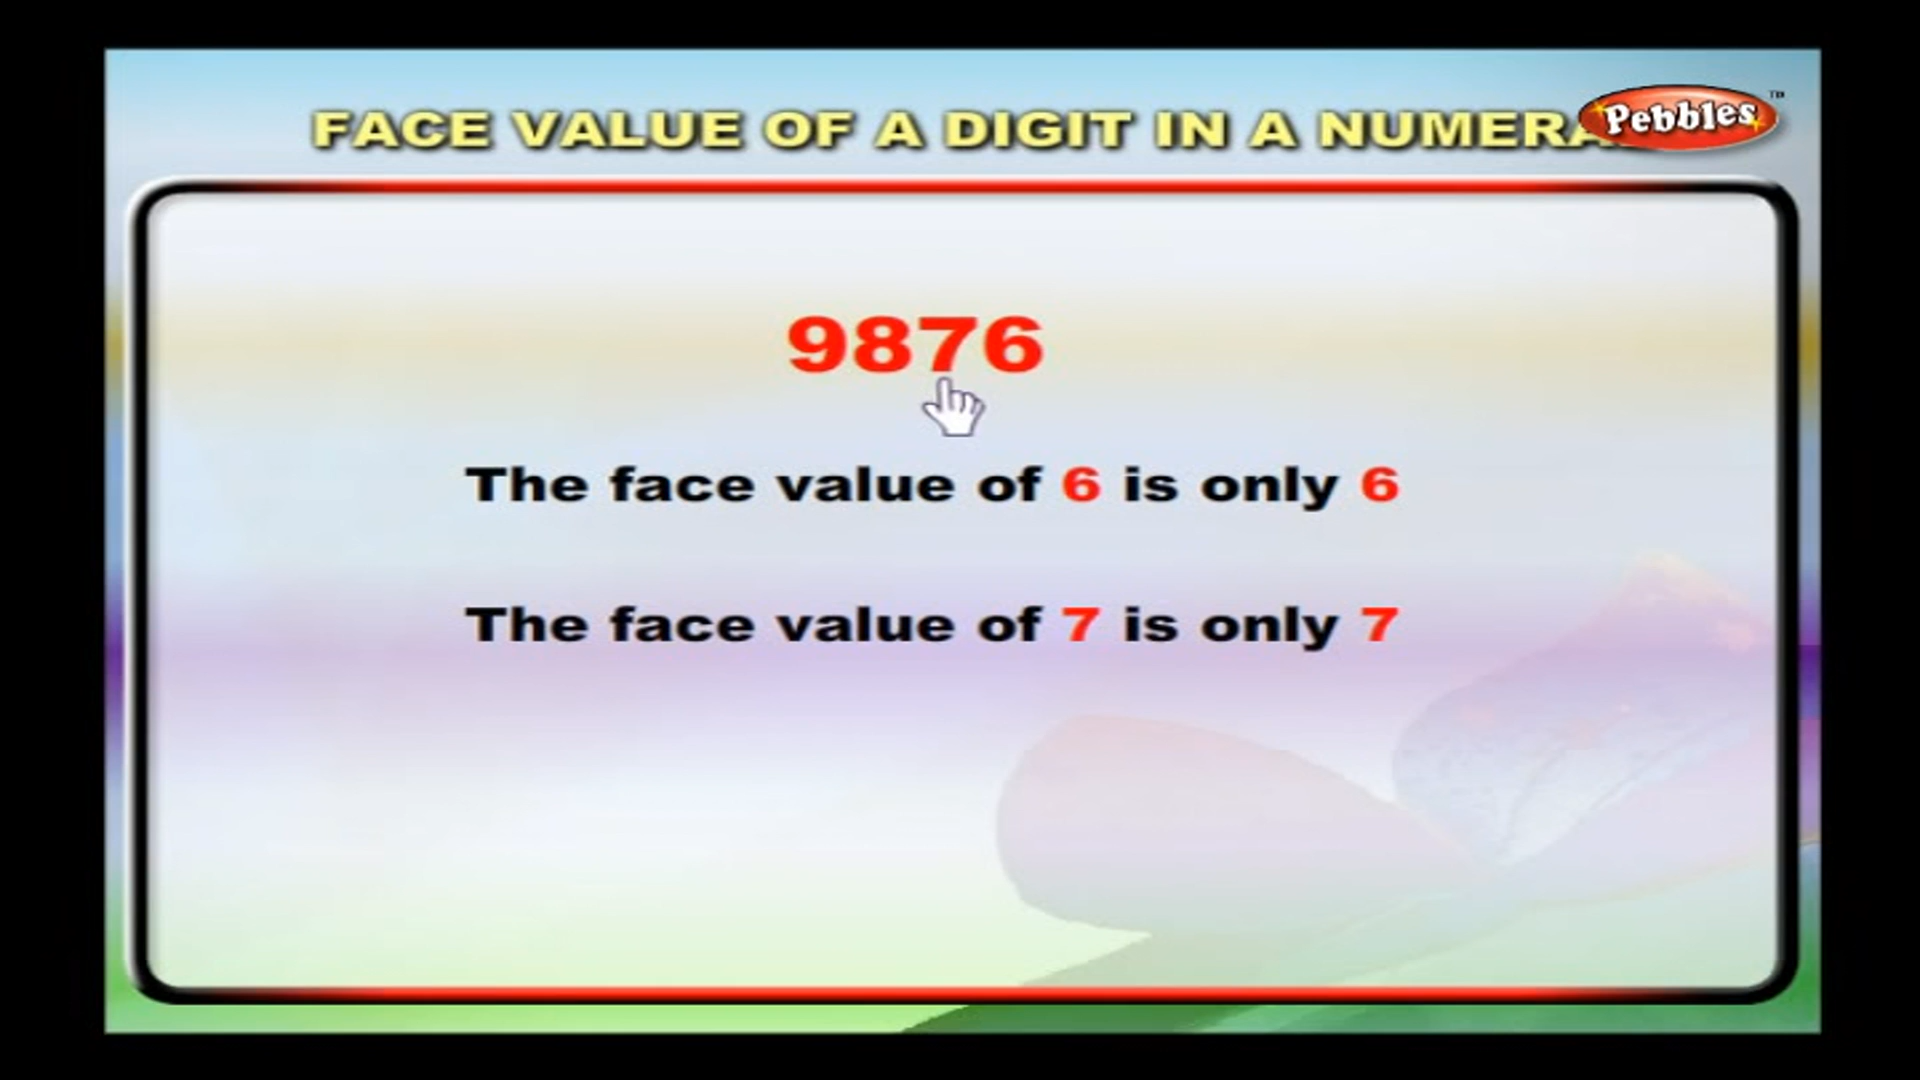 FACE VALUE OF A DIGIT IN A NUMERA
Pebbles™
9876
The face value of 6 is only 6
The face value of 7 is only 7